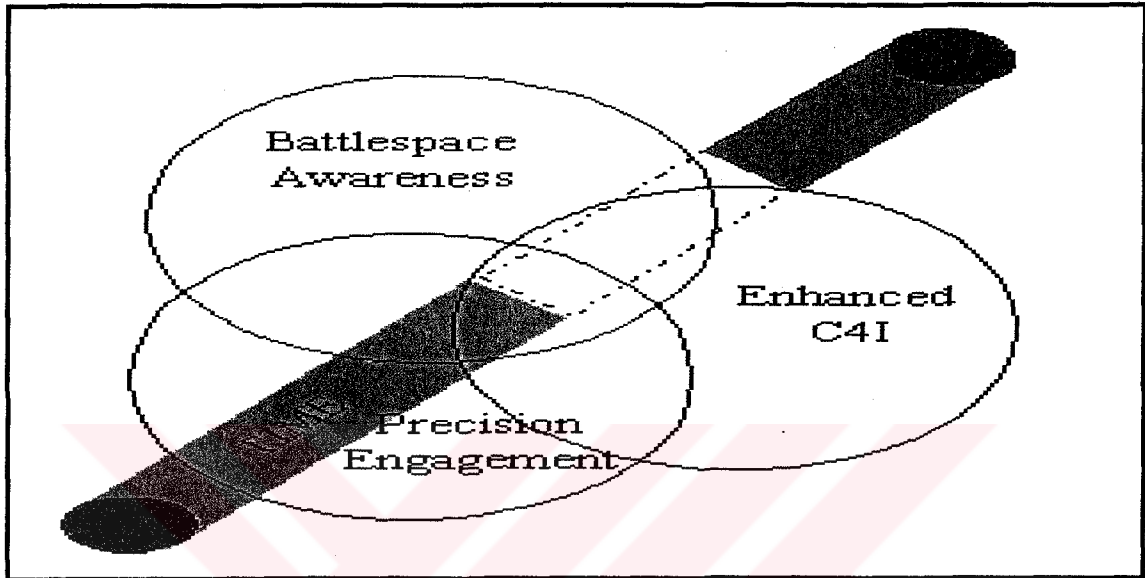 Battlespace
Awareness
Enhanced
C4I
Precision
Engagement